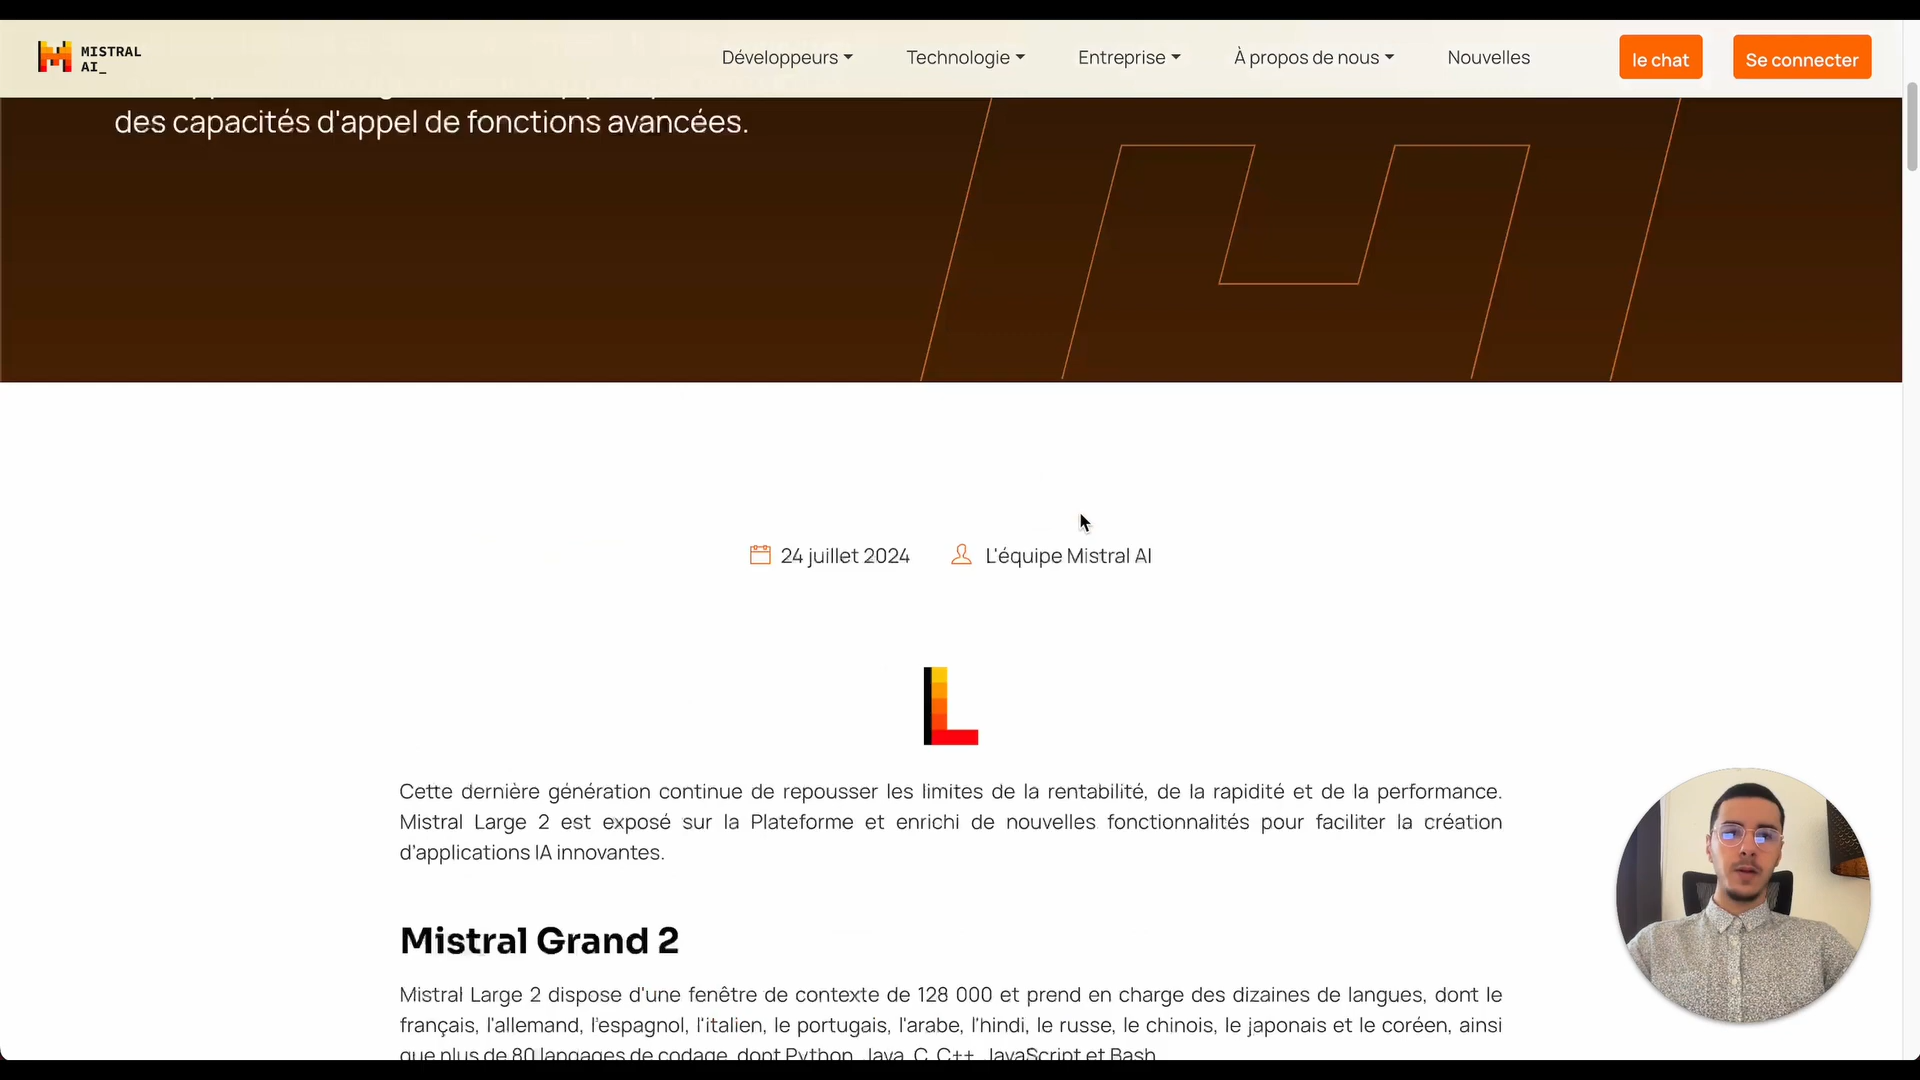 MISTRAL
AI_
Développeurs
Technologie
Entreprise
À propos de nous
Nouvelles
le chat
Se connecter
des capacités d'appel de fonctions avancées.
24 juillet 2024
L'équipe Mistral AI
Cette dernière génération continue de repousser les limites de la rentabilité, de la rapidité et de la performance.
Mistral Large 2 est exposé sur la Plateforme et enrichi de nouvelles fonctionnalités pour faciliter la création
d'applications IA innovantes.
Mistral Grand 2
Mistral Large 2 dispose d'une fenêtre de contexte de 128 000 et prend en charge des dizaines de langues, dont le
français, l'allemand, l'espagnol, l'italien, le portugais, l'arabe, l'hindi, le russe, le chinois, le japonais et le coréen, ainsi
que plus de 80 langages de codage, dont Python, Java, C, C++, JavaScript et Bash.